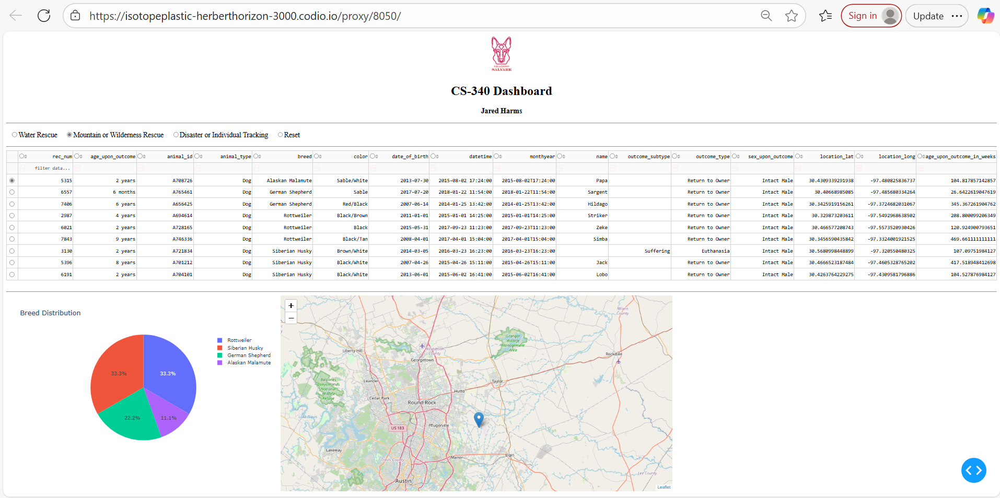 https://isotopeplastic-herberthorizon-3000.codio.io/proxy/8050/
Sign in
Update
GRAZIOSO
SALVARE
CS-340 Dashboard
Jared Harms
Water Rescue Mountain or Wilderness Rescue Disaster or Individual Tracking Reset
rec_num age_upon_outcome animal_id animal_type breed color date_of_birth datetime monthyear name outcome_subtype outcome_type sex_upon_outcome location_lat location_long age_upon_outcome_in_weeks
filter data...
5315 2 years A708726 Dog Alaskan Malamute Sable/White 2013-07-30 2015-08-02 17:24:00 2015-08-02T17:24:00 Papa Return to Owner Intact Male 30.4309339291938 -97.480825836737 104.817857142857
6557 6 months A765461 Dog German Shepherd Sable 2017-07-20 2018-01-22 11:54:00 2018-01-22T11:54:00 Sargent Return to Owner Intact Male 30.40668985085 -97.485680334264 26.6422619047619
7406 6 years A656425 Dog German Shepherd Red/Black 2007-06-14 2014-01-25 13:42:00 2014-01-25T13:42:00 Hildago Return to Owner Intact Male 30.3425919156261 -97.3724682031067 345.367261904762
2987 4 years A694614 Dog Rottweiler Black/Brown 2011-01-01 2015-01-01 14:25:00 2015-01-01T14:25:00 Striker Return to Owner Intact Male 30.329873203611 -97.5492968638502 208.800099206349
6021 2 years A728165 Dog Rottweiler Black 2015-05-31 2017-09-23 11:23:00 2017-09-23T11:23:00 Zeke Return to Owner Intact Male 30.466577208743 -97.5573520930426 120.924900793651
7843 9 years A746336 Dog Rottweiler Black/Tan 2008-04-01 2017-04-01 15:04:00 2017-04-01T15:04:00 Simba Return to Owner Intact Male 30.3456590435842 -97.3324001921525 469.661111111111
3130 2 years A721834 Dog Siberian Husky Brown/White 2014-03-05 2016-03-23 16:23:00 2016-03-23T16:23:00 Suffering Euthanasia Intact Male 30.5680998448899 -97.320550480325 107.09751984127
5396 8 years A701212 Dog Siberian Husky Black/White 2007-04-26 2015-04-26 15:11:00 2015-04-26T15:11:00 Jack Return to Owner Intact Male 30.4666523187484 -97.4605328765202 417.518948412698
6191 2 years A704101 Dog Siberian Husky Black/White 2013-06-01 2015-06-02 16:41:00 2015-06-02T16:41:00 Lobo Return to Owner Intact Male 30.4263764229275 -97.4309581796886 104.527876984127
Breed Distribution
Rottweiler
Siberian Husky
German Shepherd
Alaskan Malamute
33.3% 33.3%
22.2% 11.1%
+
−
Milam
County
Granger
Wildlife
Management
Area
Liberty Hill
Williamson
County
Rockdale
Georgetown
Balcones
Canyonlands
National
Wildlife
Refuge
Leander
Taylor
Hutto
Cedar Park
Round Rock
Lake Travis
US 183
Pflugerville
Lakeway
Manor
Elgin
Travis County
Lee County
Austin
Leaflet